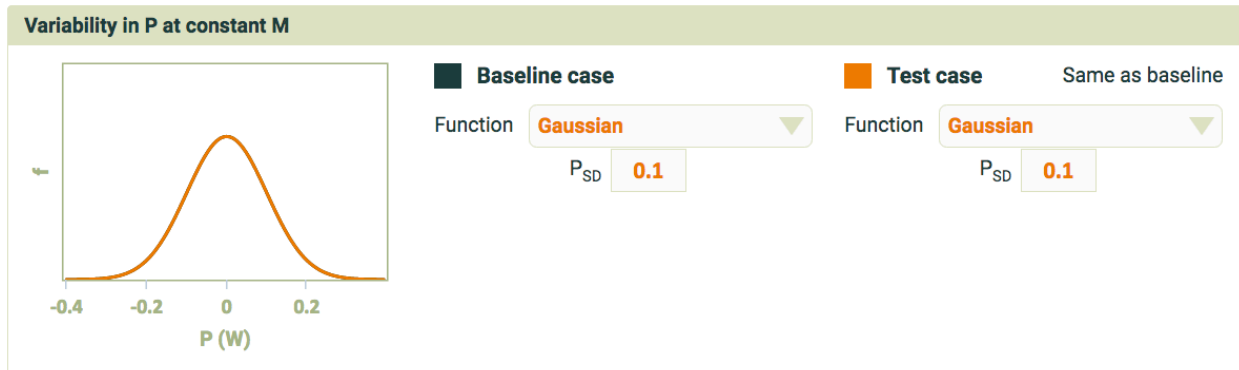 Variability in P at constant M
f
-0.4 -0.2 0 0.2
P (W)
Baseline case
Function Gaussian
PSD 0.1
Test case Same as baseline
Function Gaussian
PSD 0.1